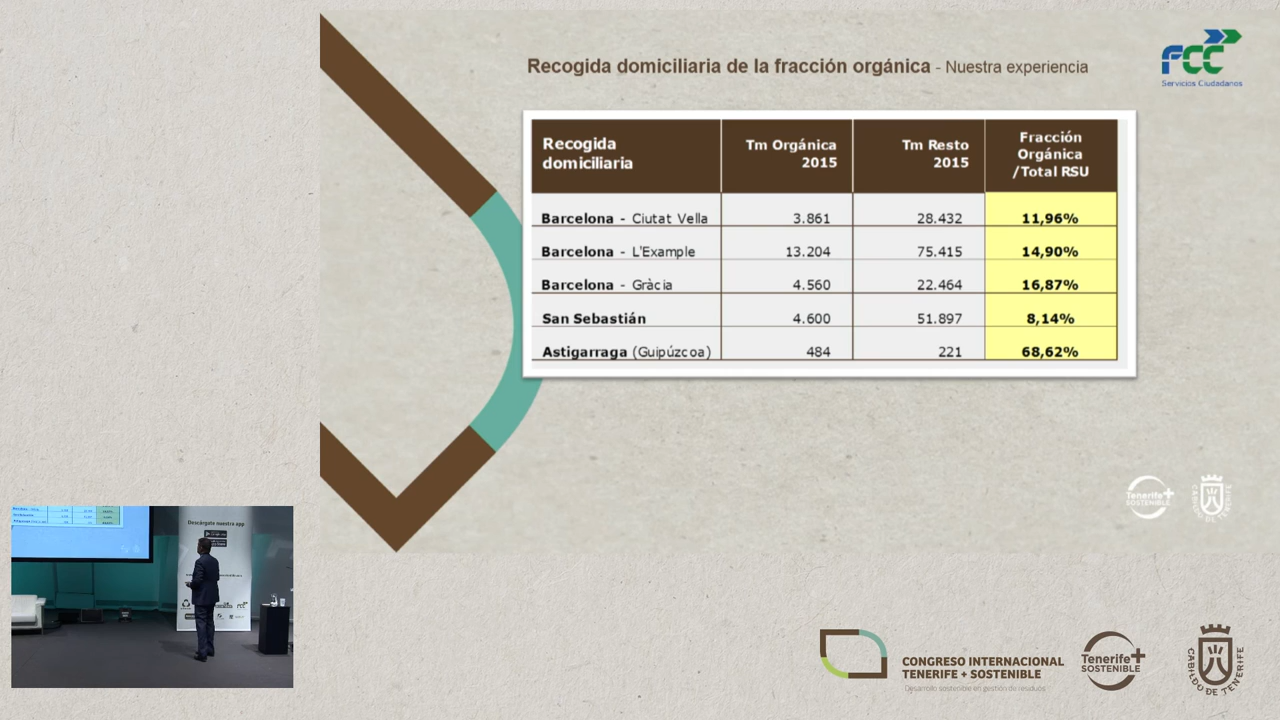 FCC
Servicios Ciudadanos
Recogida domiciliaria de la fracción orgánica - Nuestra experiencia
Recogida domiciliaria
Tm Orgánica 2015
Tm Resto 2015
Fracción Orgánica /Total RSU
Barcelona - Ciutat Vella 3.861 28.432 11,96%
Barcelona - L'Example 13.204 75.415 14,90%
Barcelona - Gràcia 4.560 22.464 16,87%
San Sebastián 4.600 51.897 8,14%
Astigarraga (Guipúzcoa) 484 221 68,62%
Tenerife+
SOSTENIBLE
CABILDO DE TENERIFE
Descárgate nuestra app
FCC
CONGRESO INTERNACIONAL
TENERIFE + SOSTENIBLE
Desarrollo sostenible en gestión de residuos
Tenerife+
SOSTENIBLE
CABILDO DE TENERIFE